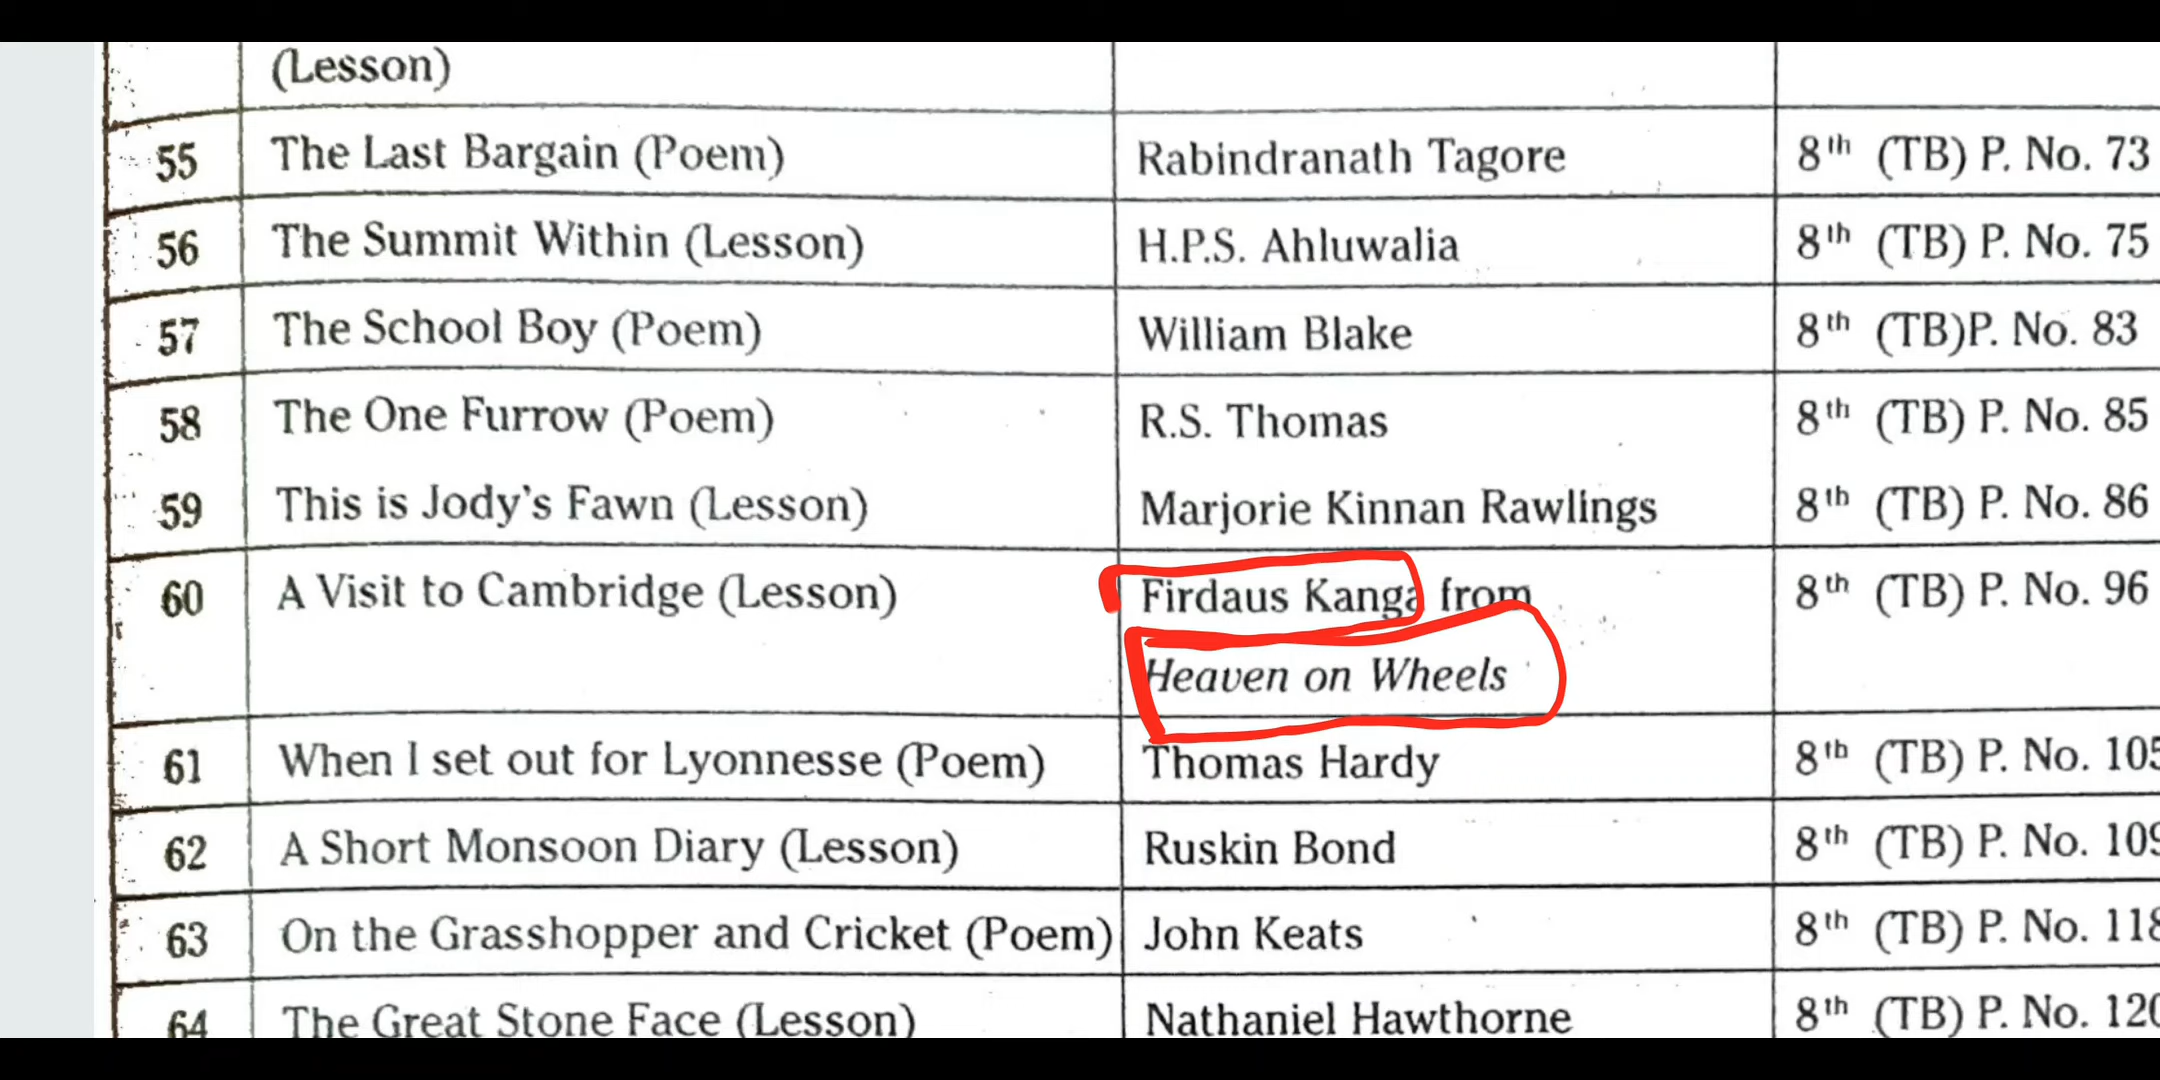 (Lesson)
55 The Last Bargain (Poem) Rabindranath Tagore 8th (TB) P. No. 73
56 The Summit Within (Lesson) H.P.S. Ahluwalia 8th (TB) P. No. 75
57 The School Boy (Poem) William Blake 8th (TB)P. No. 83
58 The One Furrow (Poem) R.S. Thomas 8th (TB) P. No. 85
59 This is Jody's Fawn (Lesson) Marjorie Kinnan Rawlings 8th (TB) P. No. 86
60 A Visit to Cambridge (Lesson) Firdaus Kanga from 8th (TB) P. No. 96
Heaven on Wheels
61 When I set out for Lyonnesse (Poem) Thomas Hardy 8th (TB) P. No. 105
62 A Short Monsoon Diary (Lesson) Ruskin Bond 8th (TB) P. No. 109
63 On the Grasshopper and Cricket (Poem) John Keats 8th (TB) P. No. 118
64 The Great Stone Face (Lesson) Nathaniel Hawthorne 8th (TB) P. No. 120